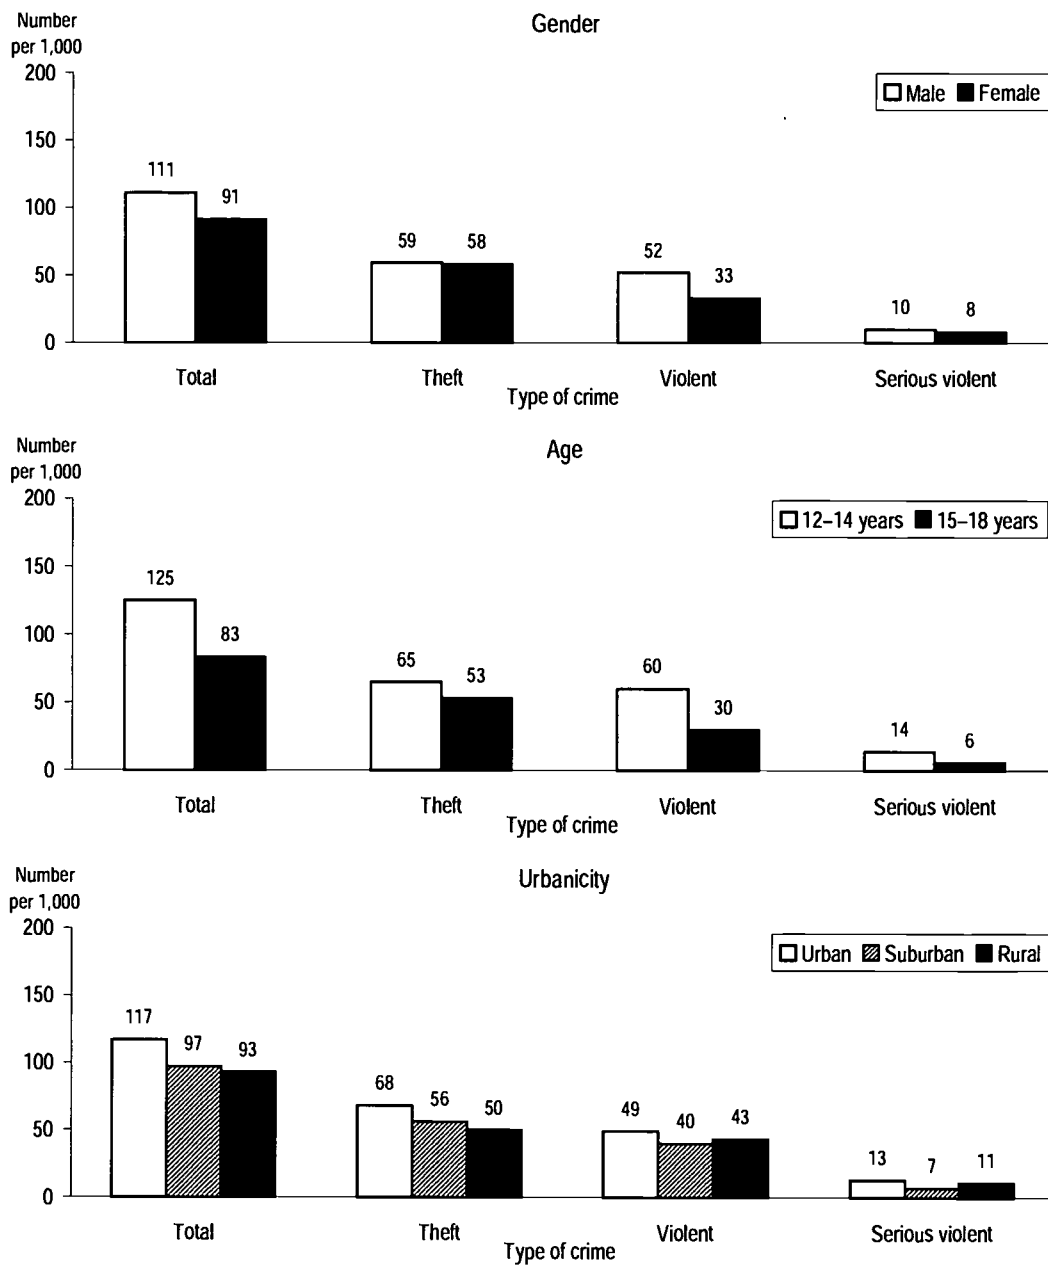 Number
per 1,000
Gender
200
150
100
50
0
Male Female
111
91
59
58
52
33
10
8
Total
Theft
Violent
Serious violent
Type of crime
Number
per 1,000
Age
200
150
100
50
0
12–14 years 15–18 years
125
83
65
53
60
30
14
6
Total
Theft
Violent
Serious violent
Type of crime
Number
per 1,000
Urbanicity
200
150
100
50
0
Urban Suburban Rural
117
97
93
68
56
50
49
40
43
13
7
11
Total
Theft
Violent
Serious violent
Type of crime